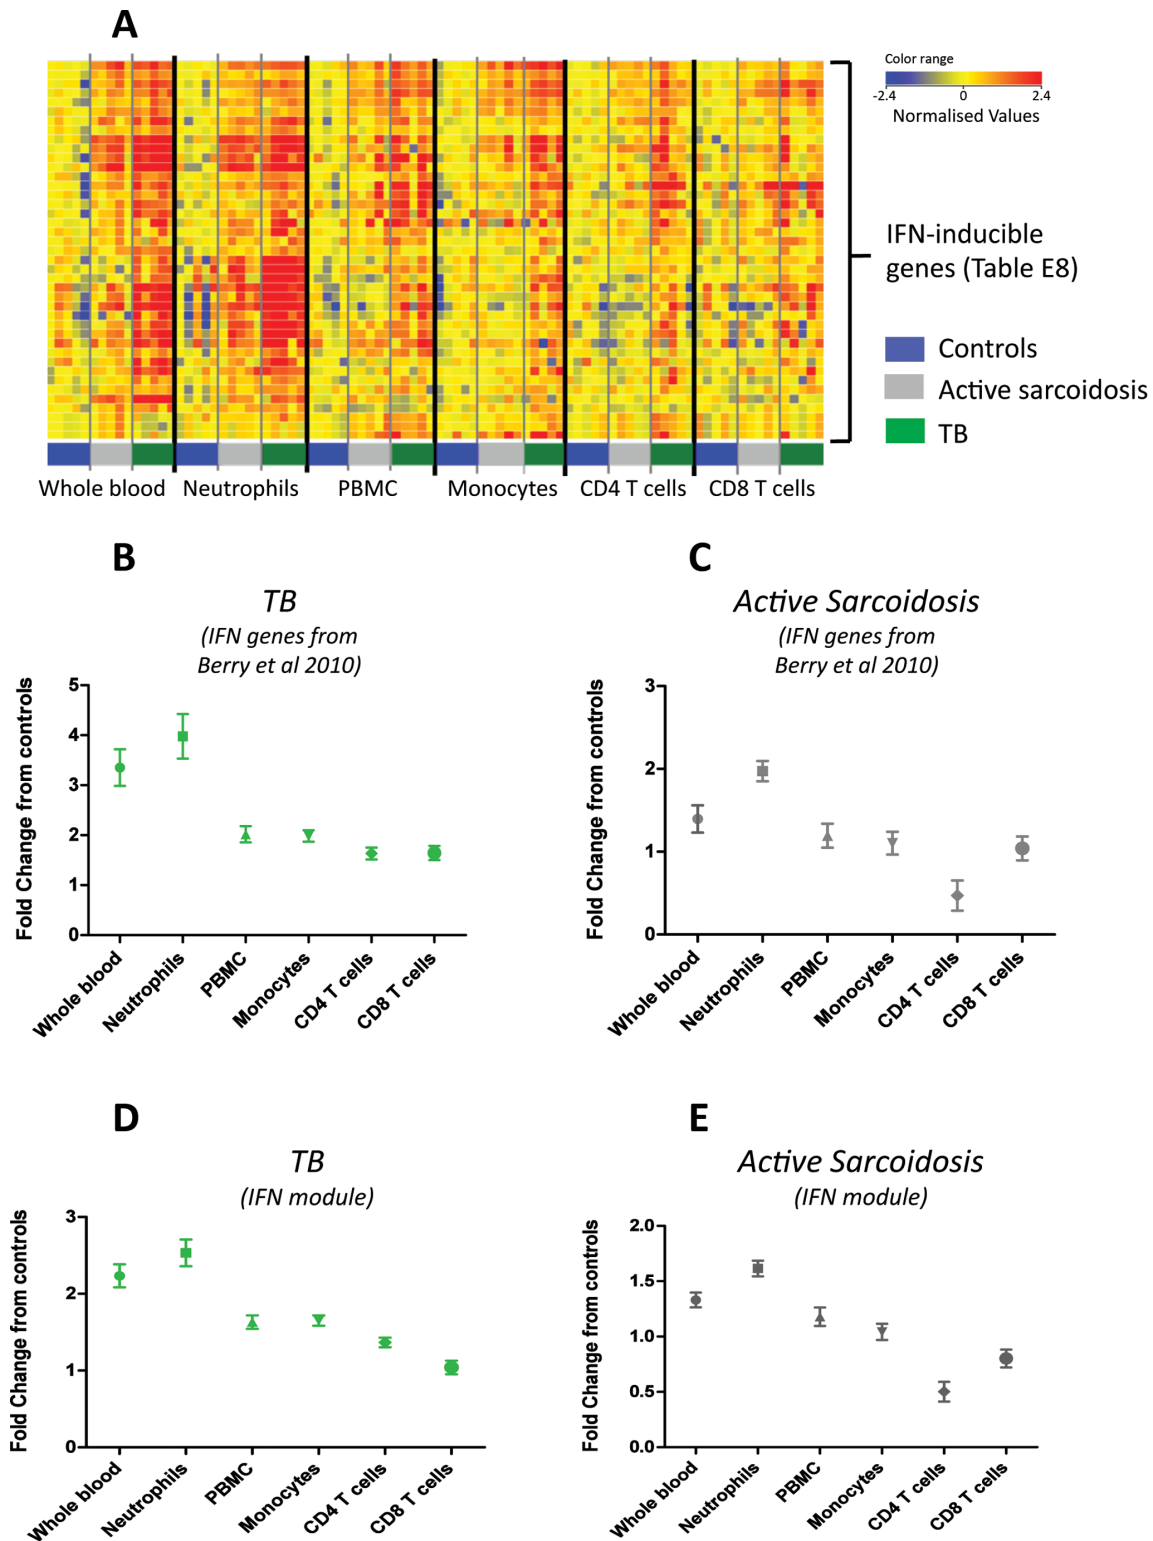 A
Color range
-2.4 0 2.4
Normalised Values
IFN-inducible
genes (Table E8)
Controls
Active sarcoidosis
TB
Whole blood Neutrophils PBMC Monocytes CD4 T cells CD8 T cells
B
TB
(IFN genes from
Berry et al 2010)
Fold Change from controls
5
4
3
2
1
0
Whole blood
Neutrophils
PBMC
Monocytes
CD4 T cells
CD8 T cells
C
Active Sarcoidosis
(IFN genes from
Berry et al 2010)
Fold Change from controls
3
2
1
0
Whole blood
Neutrophils
PBMC
Monocytes
CD4 T cells
CD8 T cells
D
TB
(IFN module)
Fold Change from controls
3
2
1
0
Whole blood
Neutrophils
PBMC
Monocytes
CD4 T cells
CD8 T cells
E
Active Sarcoidosis
(IFN module)
Fold Change from controls
2.0
1.5
1.0
0.5
0.0
Whole blood
Neutrophils
PBMC
Monocytes
CD4 T cells
CD8 T cells